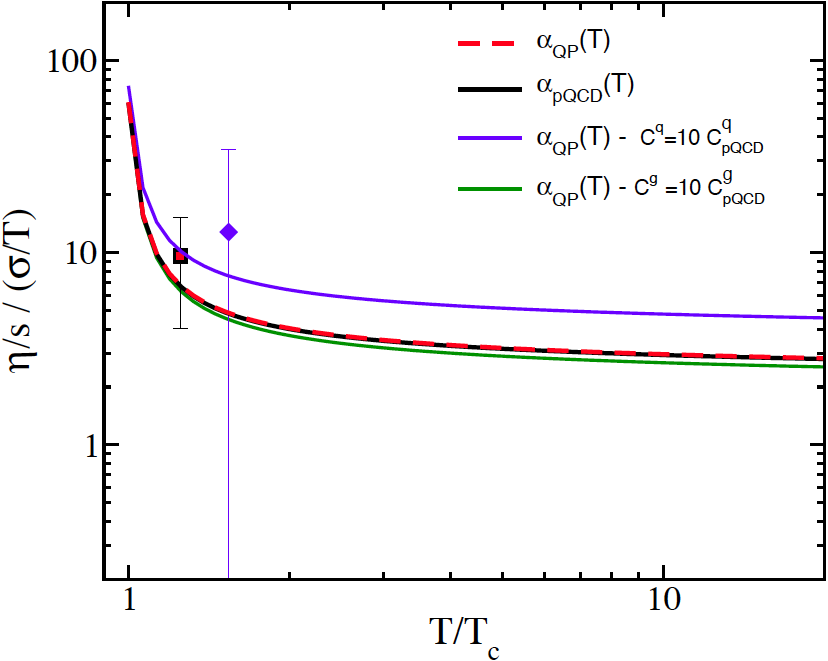 α_QP(T)
α_pQCD(T)
α_QP(T) - C^q=10 C^q_pQCD
α_QP(T) - C^g =10 C^g_pQCD
η/s / (σ/T)
100
10
1
1
10
T/T_c